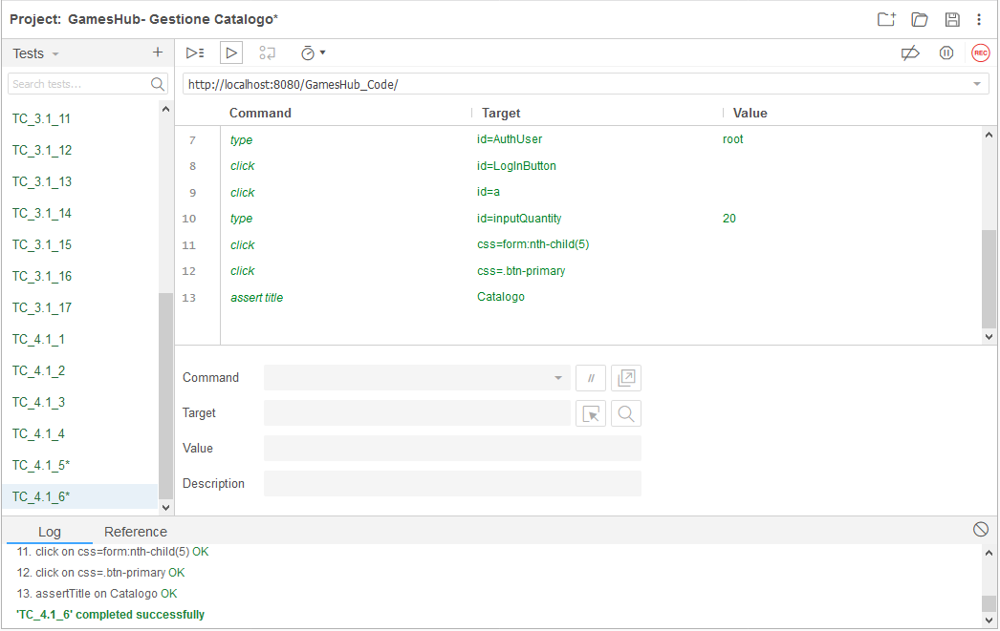 Project: GamesHub- Gestione Catalogo*
Tests
+
Search tests...
TC_3.1_11
TC_3.1_12
TC_3.1_13
TC_3.1_14
TC_3.1_15
TC_3.1_16
TC_3.1_17
TC_4.1_1
TC_4.1_2
TC_4.1_3
TC_4.1_4
TC_4.1_5*
TC_4.1_6*
REC
http://localhost:8080/GamesHub_Code/
Command Target Value
7 type id=AuthUser root
8 click id=LogInButton
9 click id=a
10 type id=inputQuantity 20
11 click css=form:nth-child(5)
12 click css=.btn-primary
13 assert title Catalogo
Command
//
Target
Value
Description
Log Reference
11. click on css=form:nth-child(5) OK
12. click on css=.btn-primary OK
13. assertTitle on Catalogo OK
'TC_4.1_6' completed successfully